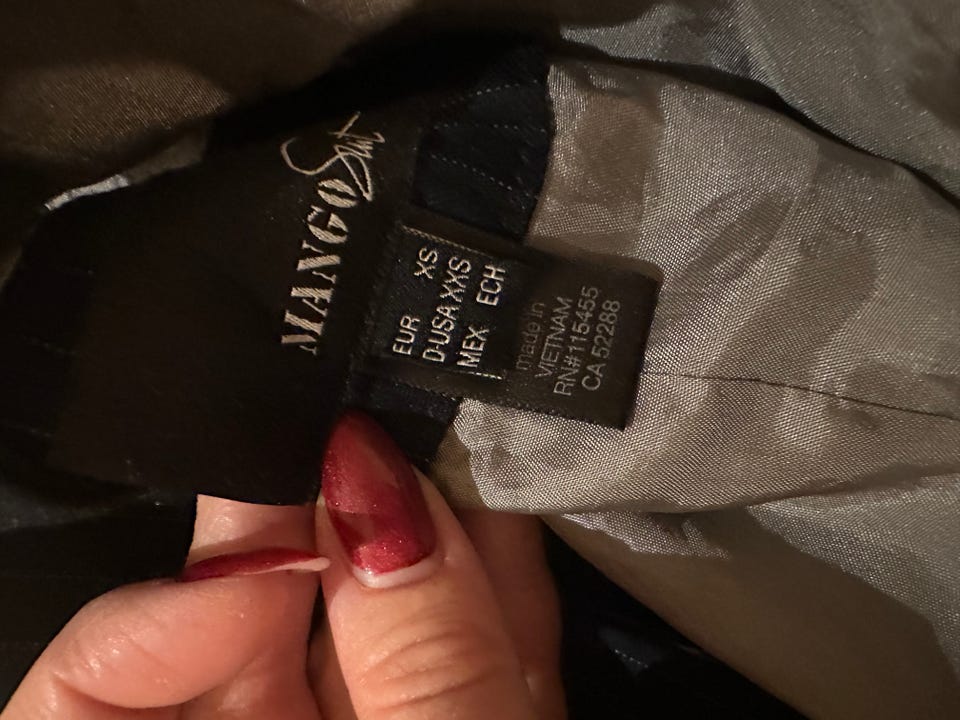 MANGO Suit
EUR XS
D-USA XXS
MEX ECH
made in
VIETNAM
RN#115455
CA 52288